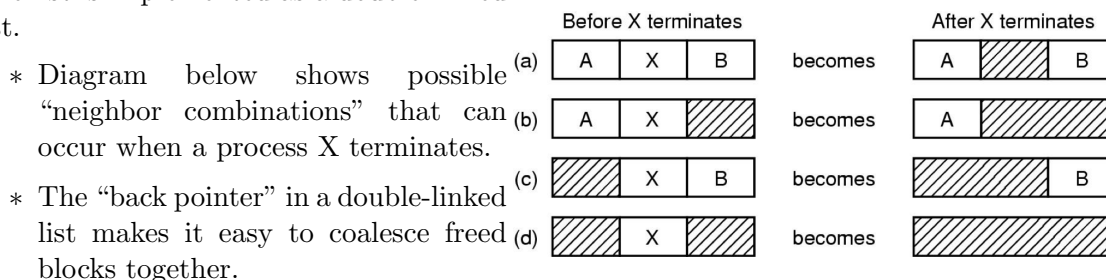 st.
∗ Diagram below shows possible
“neighbor combinations” that can
occur when a process X terminates.
∗ The “back pointer” in a double-linked
list makes it easy to coalesce freed
blocks together.
Before X terminates After X terminates
(a) A X B becomes A B
(b) A X becomes A
(c) X B becomes B
(d) X becomes